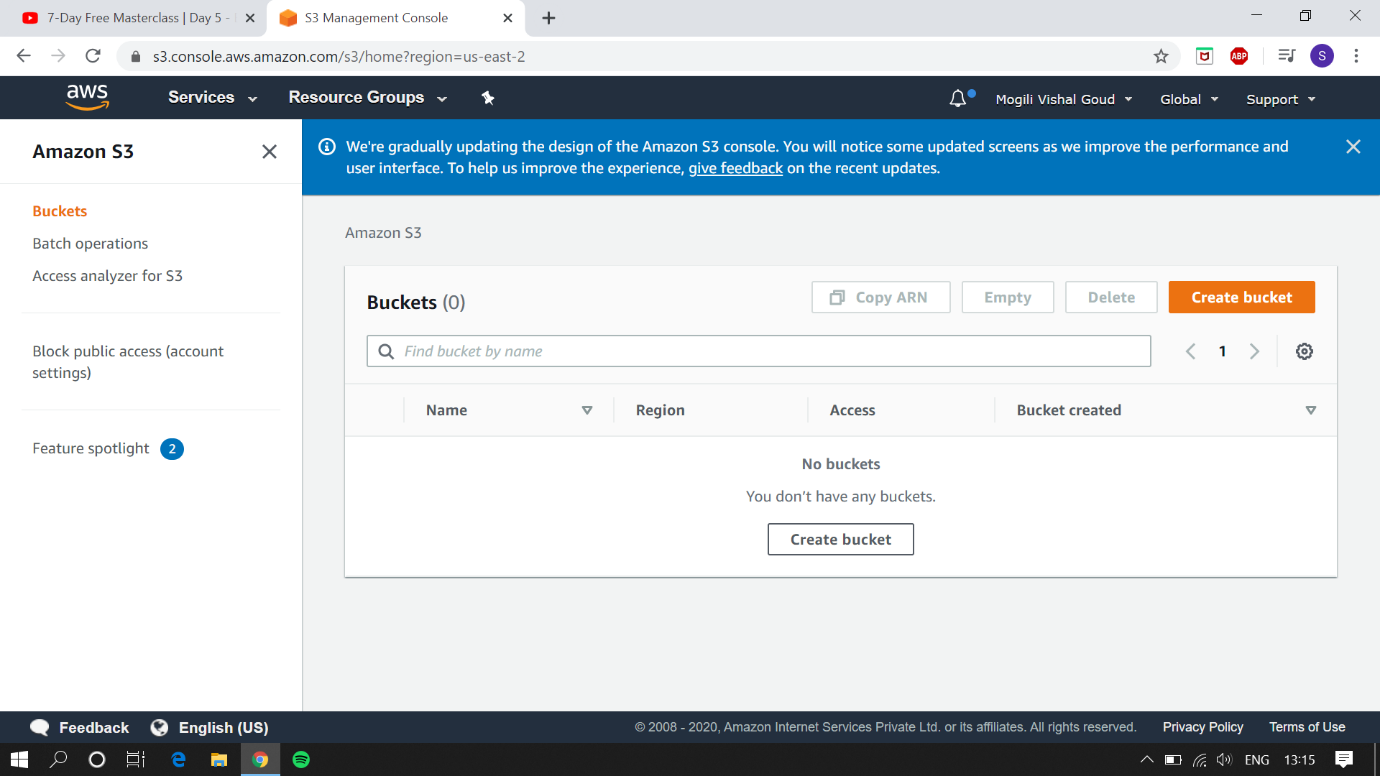 7-Day Free Masterclass | Day 5 -
S3 Management Console
s3.console.aws.amazon.com/s3/home?region=us-east-2
ABP
S
aws
Services
Resource Groups
Mogili Vishal Goud
Global
Support
Amazon S3
We're gradually updating the design of the Amazon S3 console. You will notice some updated screens as we improve the performance and
user interface. To help us improve the experience, give feedback on the recent updates.
Buckets
Batch operations
Access analyzer for S3
Block public access (account
settings)
Feature spotlight 2
Amazon S3
Buckets (0)
Copy ARN
Empty
Delete
Create bucket
Find bucket by name
1
Name
Region
Access
Bucket created
No buckets
You don't have any buckets.
Create bucket
Feedback
English (US)
© 2008 - 2020, Amazon Internet Services Private Ltd. or its affiliates. All rights reserved.
Privacy Policy
Terms of Use
ENG
13:15